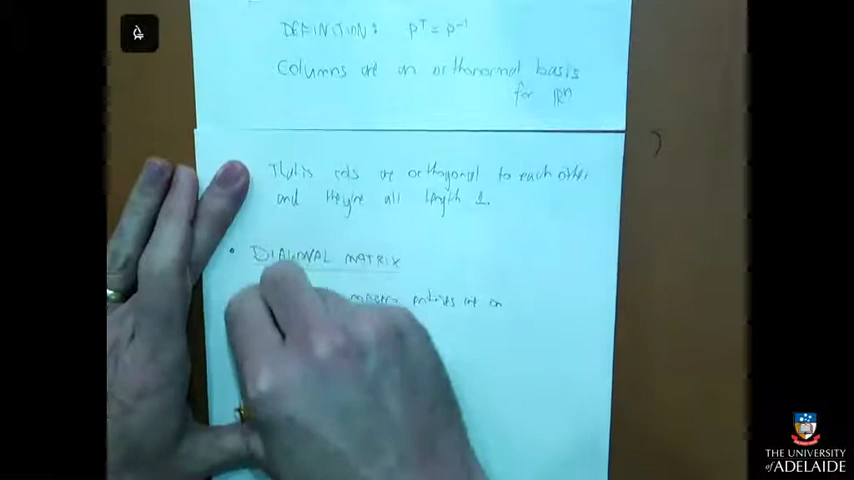 DEFINITION: P^T = P^-1
Columns are an orthonormal basis
for ℝ^n
That is cols are orthogonal to each other
and they're all length 1.
• DIAGONAL MATRIX
nonzero entries are on
THE UNIVERSITY
of ADELAIDE